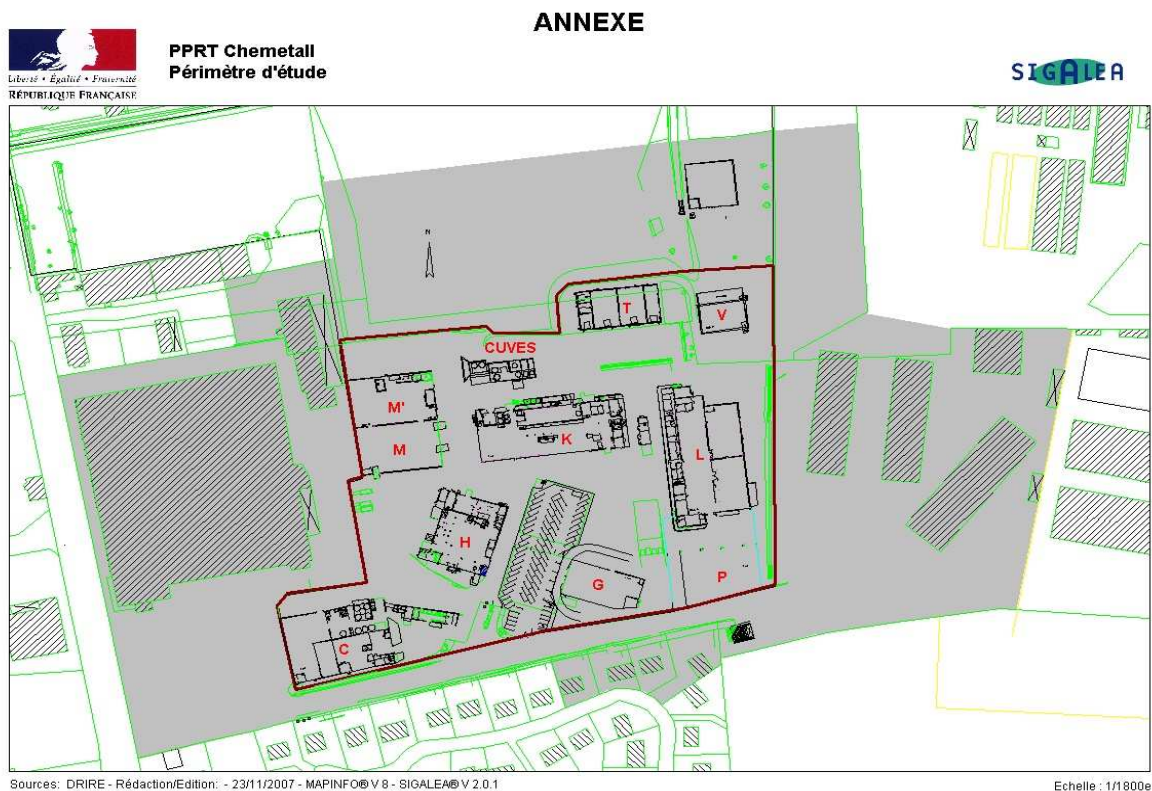 ANNEXE
PPRT Chemetall
Périmètre d'étude
Liberté • Égalité • Fraternité
RÉPUBLIQUE FRANÇAISE
SIGALEA
N
T
V
CUVES
M'
K
M
L
H
P
G
C
Sources: DRIRE - Rédaction/Edition: - 23/11/2007 - MAPINFO® V 8 - SIGALEA® V 2.0.1
Echelle : 1/1800e